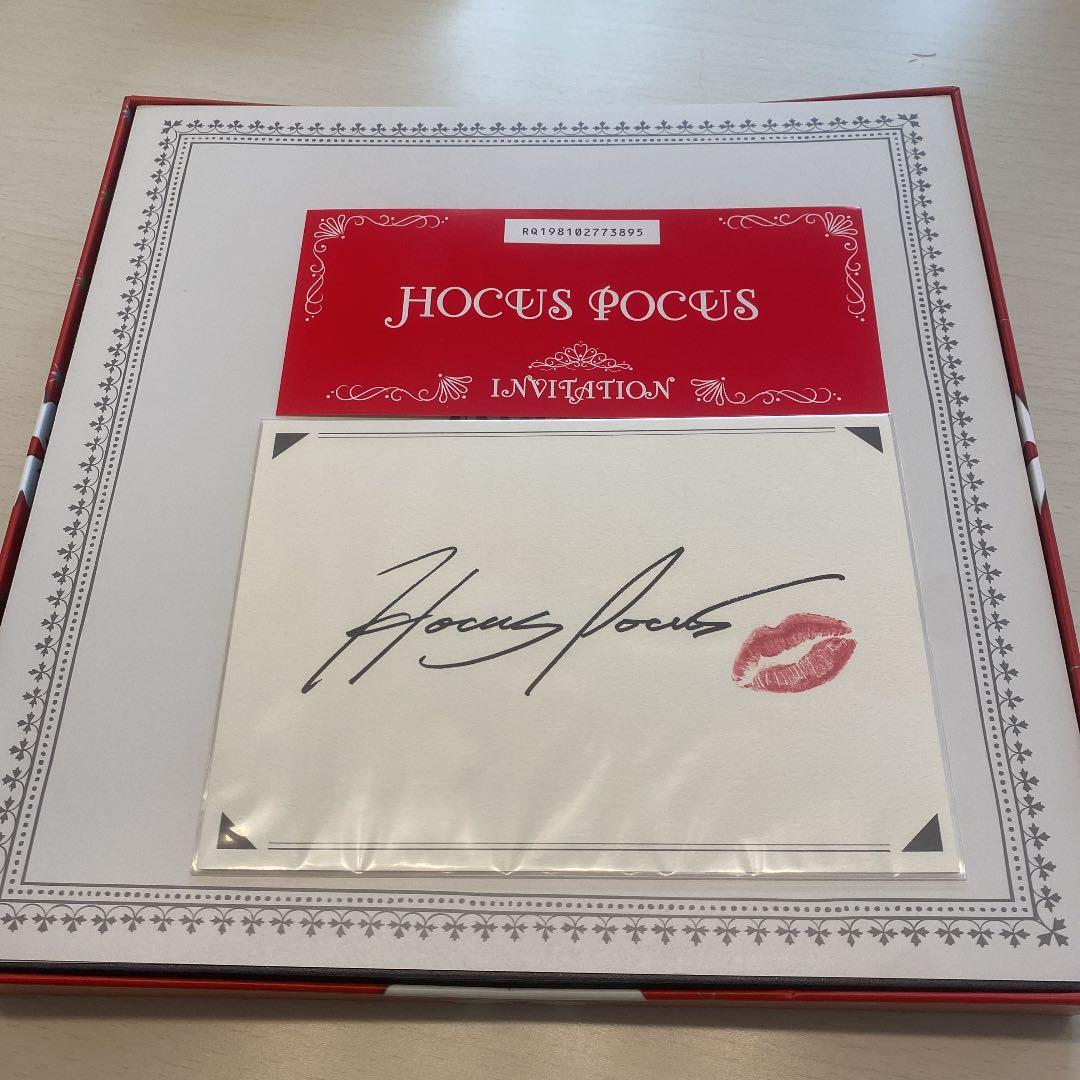 RQ198102773895
HOCUS POCUS
INVITATION
Hocus Pocus